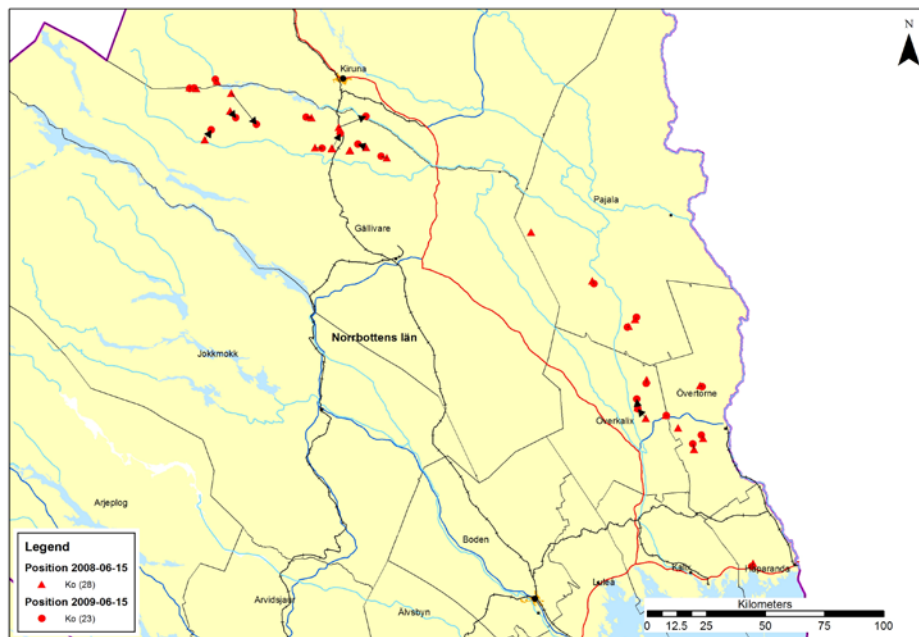 N
Kiruna
Pajala
Gällivare
Norrbottens län
Jokkmokk
Övertorne
Överkalix
Arjeplog
Boden
Kalix
Haparanda
Luleå
Arvidsjaur
Älvsbyn
Legend
Position 2008-06-15
Ko (28)
Position 2009-06-15
Ko (23)
Kilometers
0 12.5 25 50 75 100